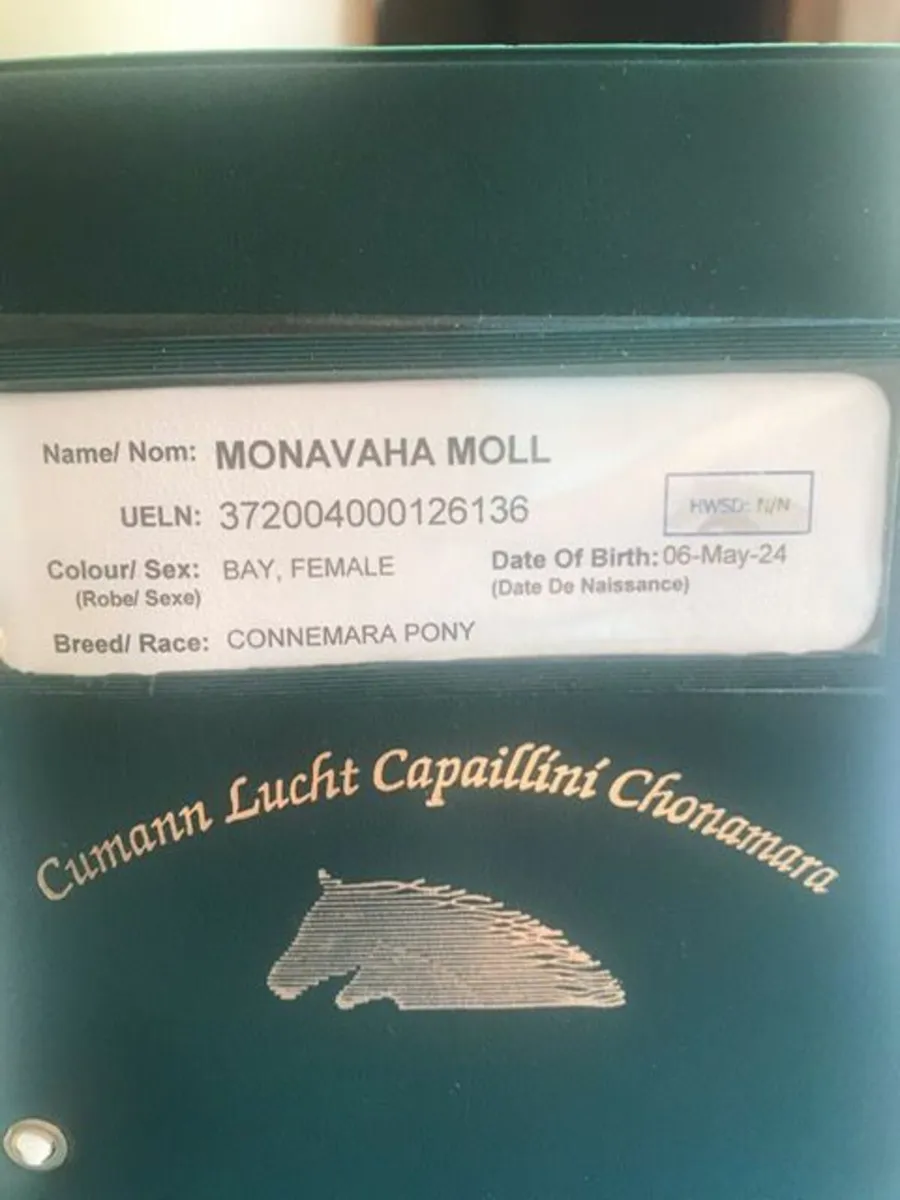 Name/ Nom: MONAVAHA MOLL
UELN: 372004000126136
HWSD: N/N
Colour/ Sex: BAY, FEMALE
Date Of Birth: 06-May-24
(Robe/ Sexe)
(Date De Naissance)
Breed/ Race: CONNEMARA PONY
Cumann Lucht Capaillíní Chonamara